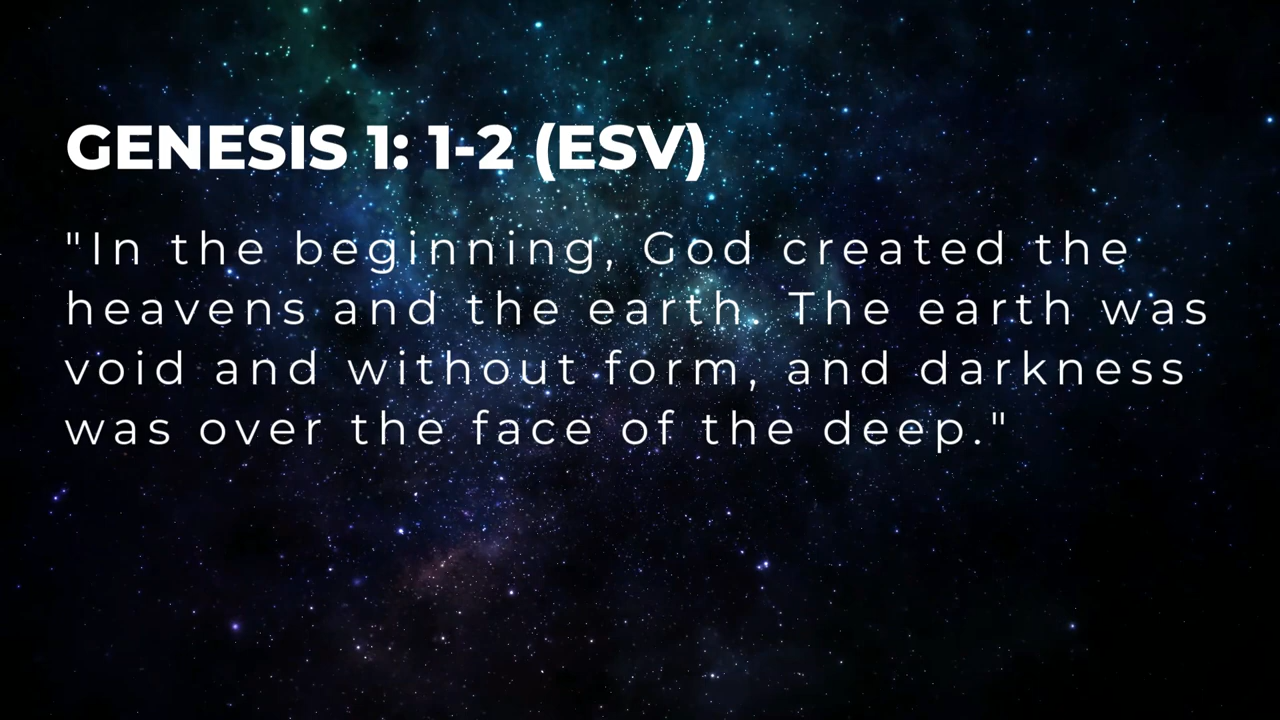 GENESIS 1: 1-2 (ESV)
"In the beginning, God created the
heavens and the earth. The earth was
void and without form, and darkness
was over the face of the deep."